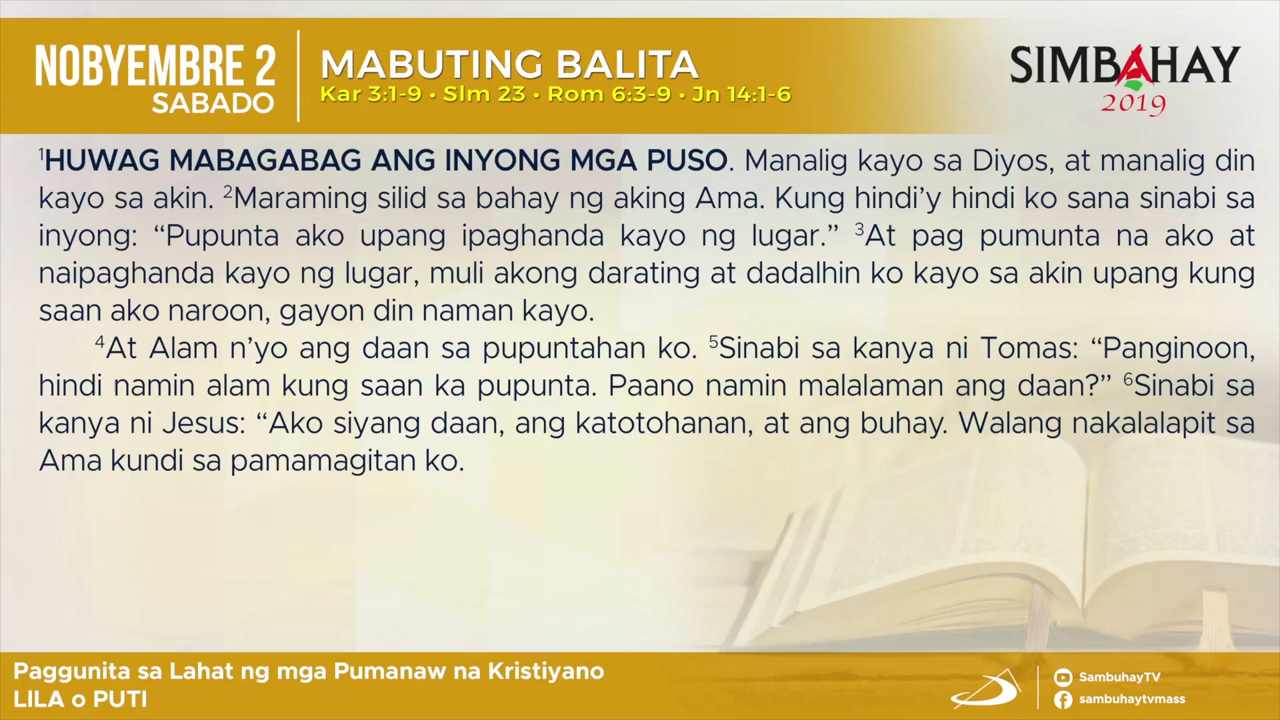 NOBYEMBRE 2
SABADO
MABUTING BALITA
Kar 3:1-9 • Slm 23 • Rom 6:3-9 • Jn 14:1-6
SIMBAHAY
2019
¹HUWAG MABAGABAG ANG INYONG MGA PUSO. Manalig kayo sa Diyos, at manalig din
kayo sa akin. ²Maraming silid sa bahay ng aking Ama. Kung hindi’y hindi ko sana sinabi sa
inyong: “Pupunta ako upang ipaghanda kayo ng lugar.” ³At pag pumunta na ako at
naipaghanda kayo ng lugar, muli akong darating at dadalhin ko kayo sa akin upang kung
saan ako naroon, gayon din naman kayo.
⁴At Alam n’yo ang daan sa pupuntahan ko. ⁵Sinabi sa kanya ni Tomas: “Panginoon,
hindi namin alam kung saan ka pupunta. Paano namin malalaman ang daan?” ⁶Sinabi sa
kanya ni Jesus: “Ako siyang daan, ang katotohanan, at ang buhay. Walang nakalalapit sa
Ama kundi sa pamamagitan ko.
Paggunita sa Lahat ng mga Pumanaw na Kristiyano
LILA o PUTI
SambuhayTV
sambuhaytvmass